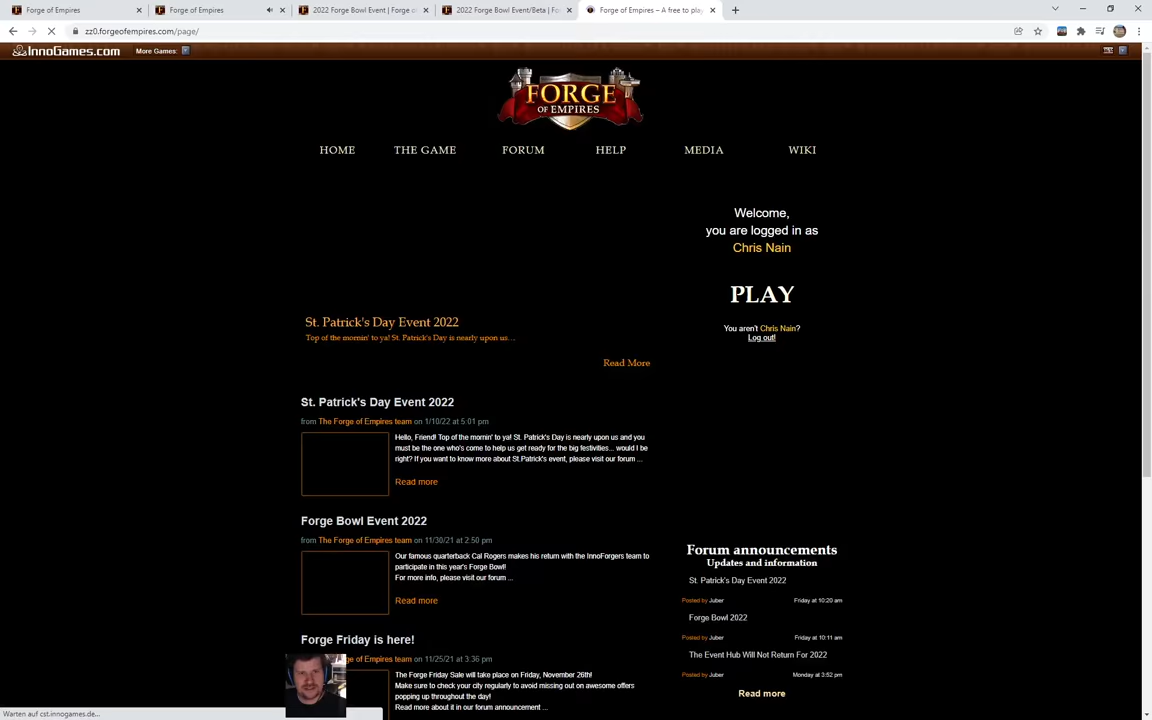 Forge of Empires
Forge of Empires
2022 Forge Bowl Event | Forge o
2022 Forge Bowl Event/Beta | Fo
Forge of Empires – A free to play
zz0.forgeofempires.com/page/
InnoGames.com
More Games:
FORGE
OF EMPIRES
HOME
THE GAME
FORUM
HELP
MEDIA
WIKI
Welcome,
you are logged in as
Chris Nain
PLAY
You aren't Chris Nain?
Log out!
St. Patrick's Day Event 2022
Top of the mornin' to ya! St. Patrick's Day is nearly upon us...
Read More
St. Patrick's Day Event 2022
from The Forge of Empires team on 1/10/22 at 5:01 pm
Hello, Friend! Top of the mornin' to ya! St. Patrick's Day is nearly upon us and you
must be the one who's come to help us get ready for the big festivities... would I be
right? If you want to know more about St.Patrick's event, please visit our forum ...
Read more
Forge Bowl Event 2022
from The Forge of Empires team on 11/30/21 at 2:50 pm
Our famous quarterback Cal Rogers makes his return with the InnoForgers team to
participate in this year's Forge Bowl!
For more info, please visit our forum ...
Read more
Forge Friday is here!
ge of Empires team on 11/25/21 at 3:36 pm
The Forge Friday Sale will take place on Friday, November 26th!
Make sure to check your city regularly to avoid missing out on awesome offers
popping up throughout the day!
Read more about it in our forum announcement ...
Forum announcements
Updates and information
St. Patrick's Day Event 2022
Posted by Juber Friday at 10:20 am
Forge Bowl 2022
Posted by Juber Friday at 10:11 am
The Event Hub Will Not Return For 2022
Posted by Juber Monday at 3:52 pm
Read more
Warten auf cst.innogames.de...